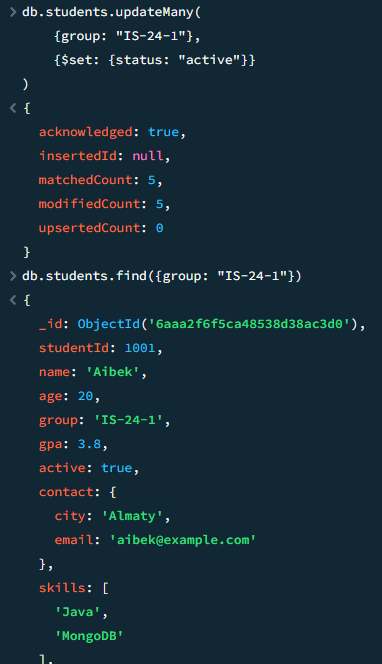 > db.students.updateMany(
{group: "IS-24-1"},
{$set: {status: "active"}}
)
< {
acknowledged: true,
insertedId: null,
matchedCount: 5,
modifiedCount: 5,
upsertedCount: 0
}
> db.students.find({group: "IS-24-1"})
< {
_id: ObjectId('6aaa2f6f5ca48538d38ac3d0'),
studentId: 1001,
name: 'Aibek',
age: 20,
group: 'IS-24-1',
gpa: 3.8,
active: true,
contact: {
city: 'Almaty',
email: 'aibek@example.com'
},
skills: [
'Java',
'MongoDB'
],